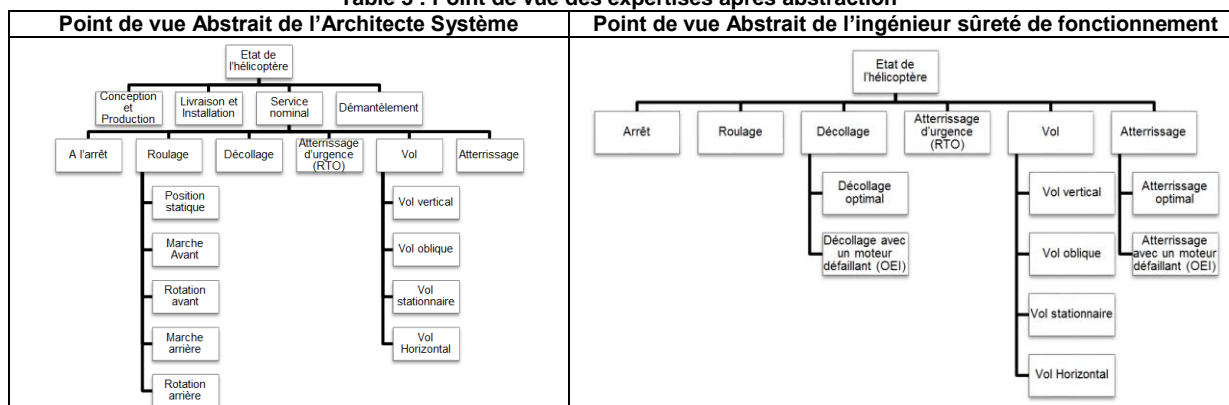 Table 3 : Point de vue des expertises après abstraction
Point de vue Abstrait de l'Architecte Système
Point de vue Abstrait de l'ingénieur sûreté de fonctionnement
Etat de
l'hélicoptère
Conception
et
Production
Livraison et
Installation
Service
nominal
Démantèlement
A l'arrêt
Roulage
Décollage
Atterrissage
d'urgence
(RTO)
Vol
Atterrissage
Position
statique
Marche
Avant
Rotation
avant
Marche
arrière
Rotation
arrière
Vol vertical
Vol oblique
Vol
stationnaire
Vol
Horizontal
Etat de
l'hélicoptère
Arrêt
Roulage
Décollage
Atterrissage
d'urgence
(RTO)
Vol
Atterrissage
Décollage
optimal
Décollage avec
un moteur
défaillant (OEI)
Vol vertical
Vol oblique
Vol stationnaire
Vol Horizontal
Atterrissage
optimal
Atterrissage
avec un moteur
défaillant (OEI)